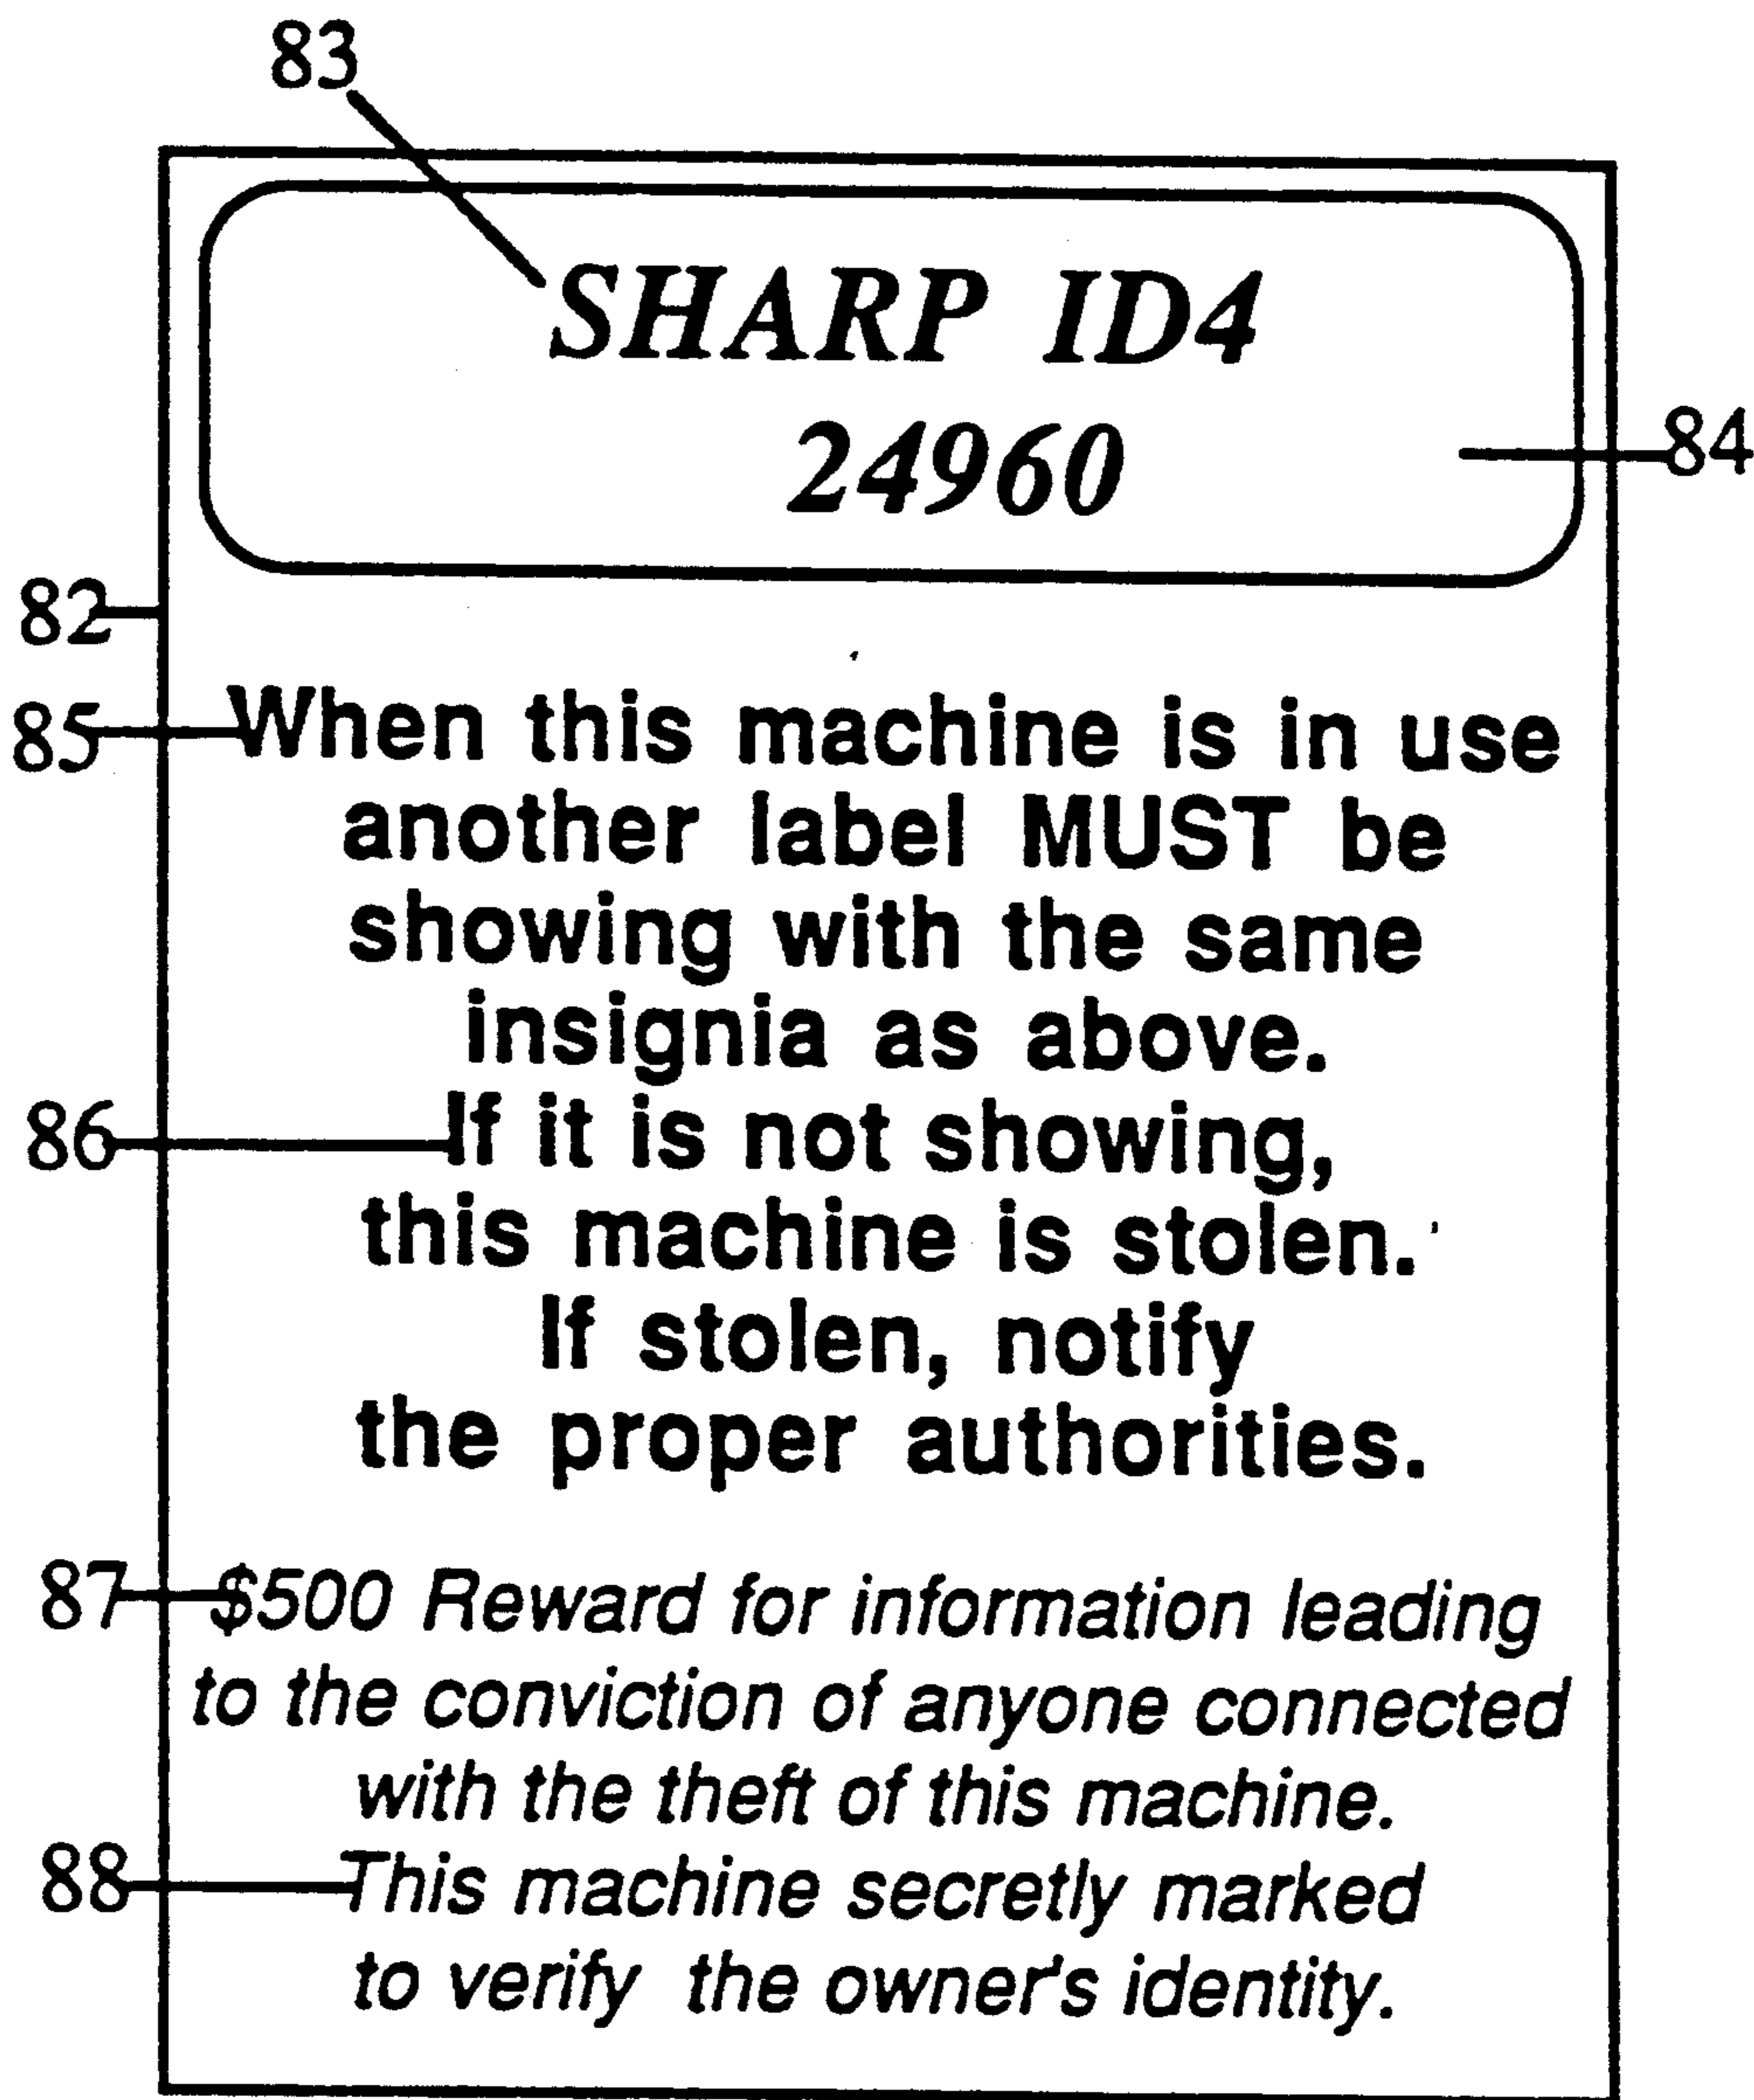 83
SHARP ID4
24960
84
82
85 When this machine is in use
another label MUST be
showing with the same
insignia as above.
86 If it is not showing,
this machine is stolen.
If stolen, notify
the proper authorities.
87 $500 Reward for information leading
to the conviction of anyone connected
with the theft of this machine.
88 This machine secretly marked
to verify the owner's identity.